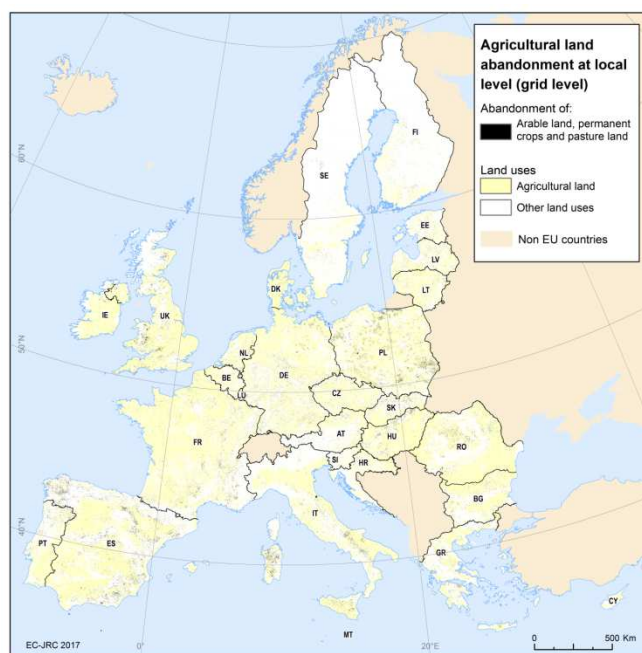 Agricultural land
abandonment at local
level (grid level)
Abandonment of:
Arable land, permanent
crops and pasture land
Land uses
Agricultural land
Other land uses
Non EU countries
60°N
50°N
40°N
FI
SE
EE
LV
LT
DK
IE
UK
NL
BE
LU
DE
PL
CZ
SK
FR
AT
HU
SI
HR
RO
BG
IT
PT
ES
GR
CY
MT
EC-JRC 2017
0°
20°E
0
500 Km